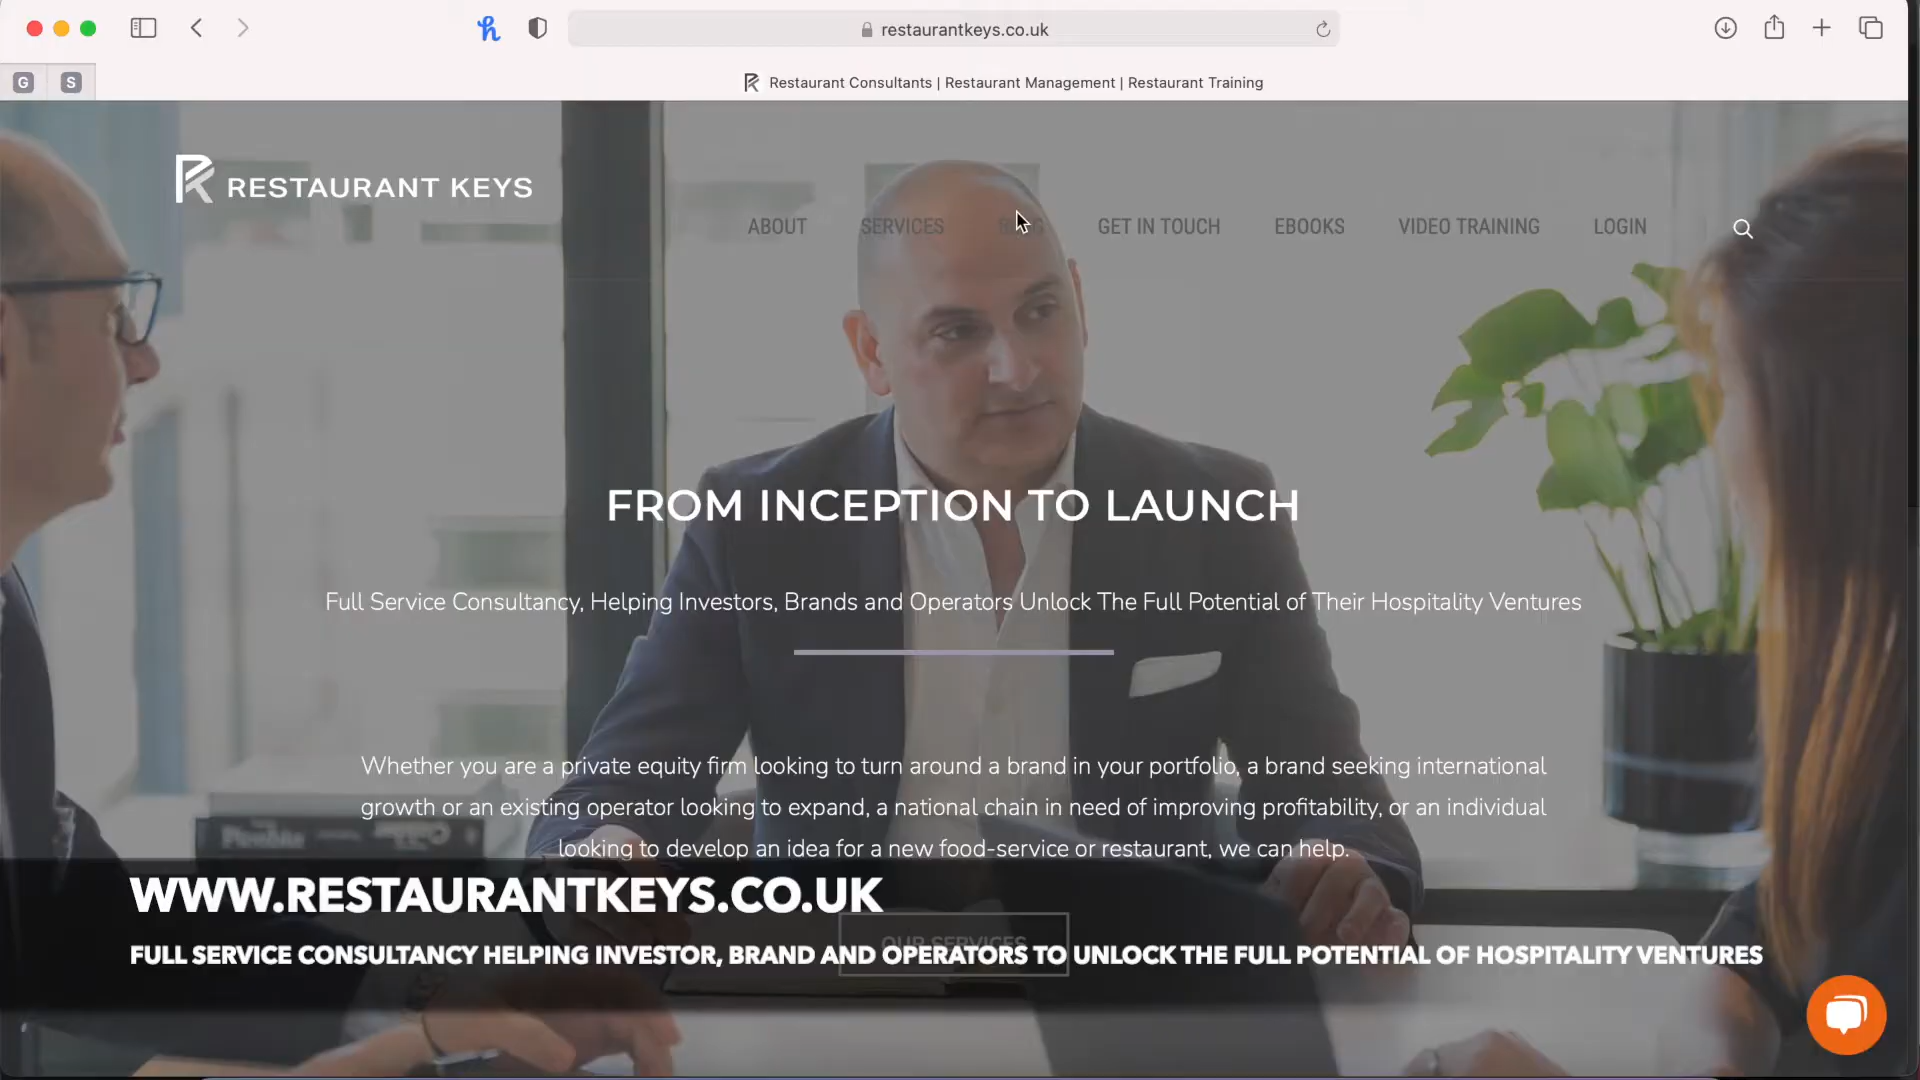 restaurantkeys.co.uk
G
S
Restaurant Consultants | Restaurant Management | Restaurant Training
RESTAURANT KEYS
ABOUT
SERVICES
BLOG
GET IN TOUCH
EBOOKS
VIDEO TRAINING
LOGIN
FROM INCEPTION TO LAUNCH
Full Service Consultancy, Helping Investors, Brands and Operators Unlock The Full Potential of Their Hospitality Ventures
Whether you are a private equity firm looking to turn around a brand in your portfolio, a brand seeking international
growth or an existing operator looking to expand, a national chain in need of improving profitability, or an individual
looking to develop an idea for a new food-service or restaurant, we can help.
WWW.RESTAURANTKEYS.CO.UK
OUR SERVICES
FULL SERVICE CONSULTANCY HELPING INVESTOR, BRAND AND OPERATORS TO UNLOCK THE FULL POTENTIAL OF HOSPITALITY VENTURES